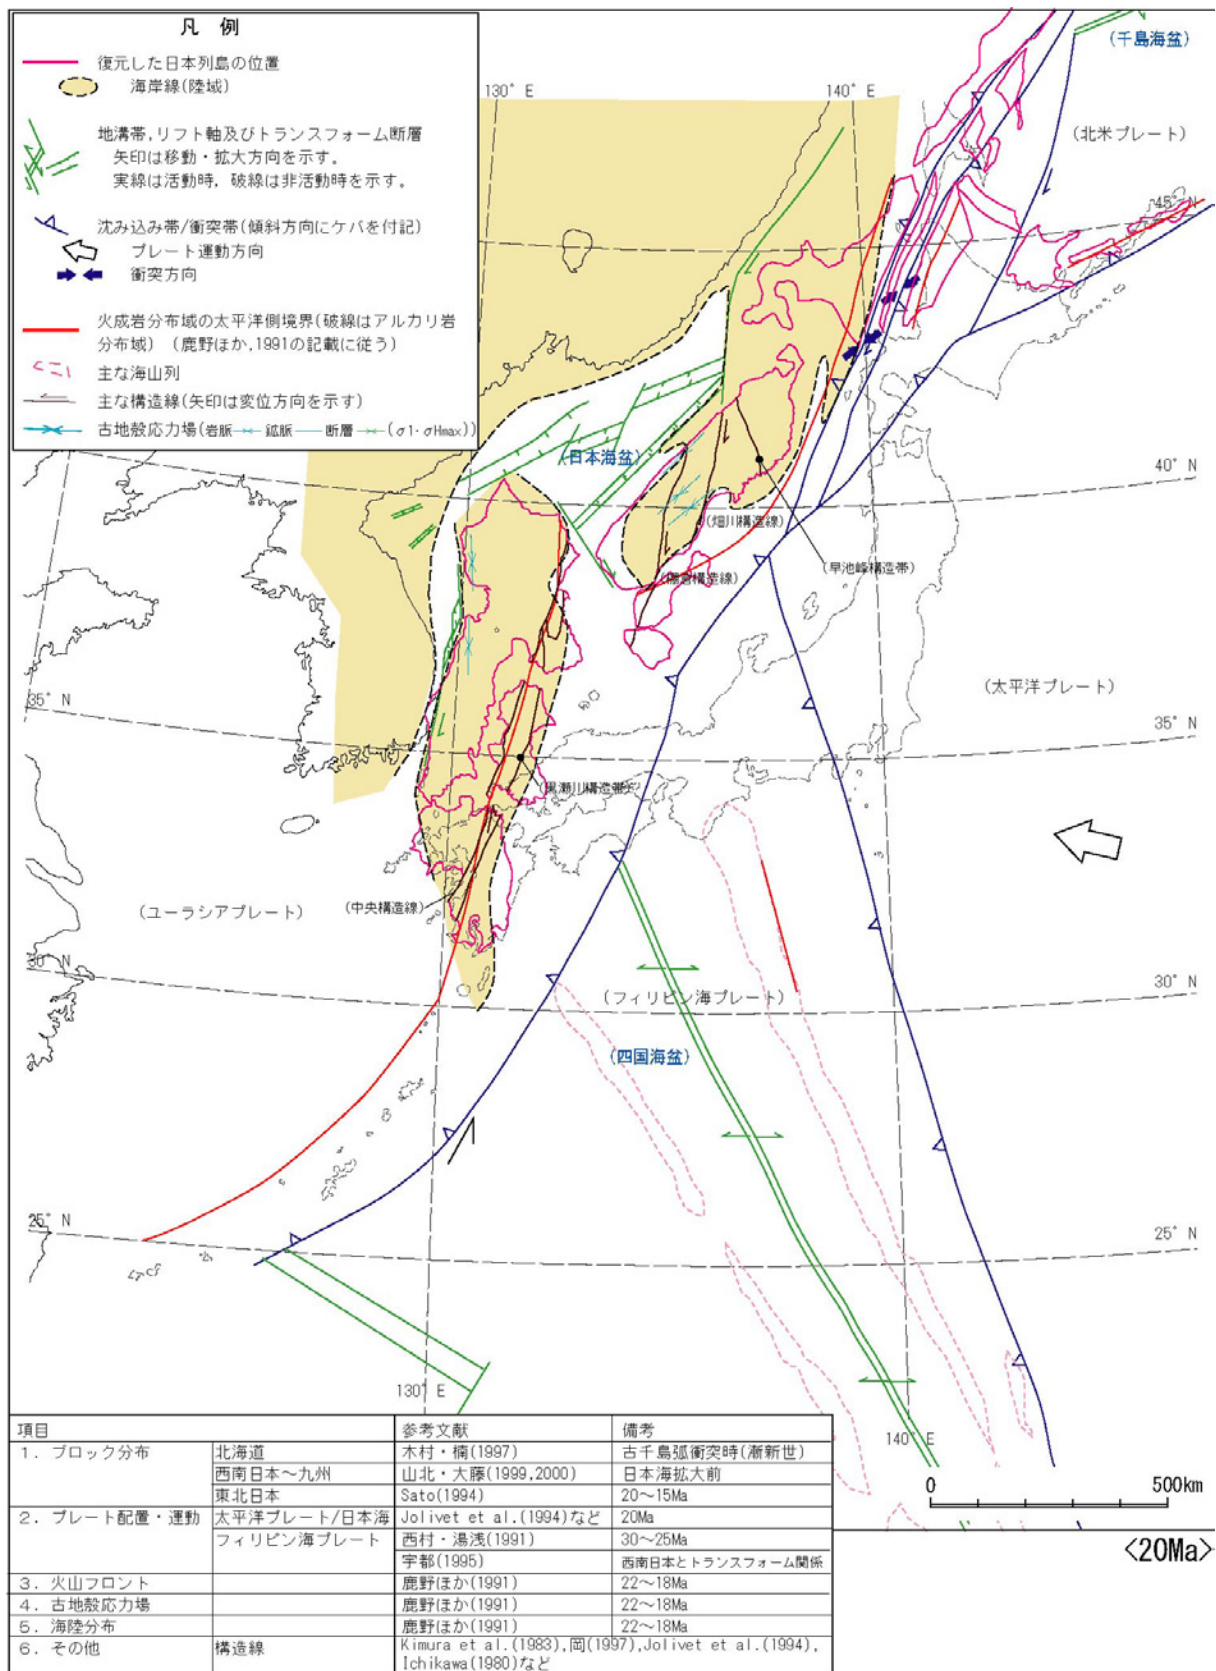 凡 例
復元した日本列島の位置
海岸線(陸域)
地溝帯,リフト軸及びトランスフォーム断層
矢印は移動・拡大方向を示す。
実線は活動時, 破線は非活動時を示す。
沈み込み帯/衝突帯(傾斜方向にケバを付記)
プレート運動方向
衝突方向
火成岩分布域の太平洋側境界(破線はアルカリ岩
分布域) (鹿野ほか,1991の記載に従う)
主な海山列
主な構造線(矢印は変位方向を示す)
古地殻応力場(岩脈 鉱脈 断層 (σ1・σHmax))
130° E
140° E
(千島海盆)
(北米プレート)
45° N
(日本海盆)
40° N
(畑川構造線)
(棚倉構造線)
(早池峰構造帯)
35° N
(太平洋プレート)
35° N
(黒瀬川構造帯)
(中央構造線)
(ユーラシアプレート)
30° N
(フィリピン海プレート)
30° N
(四国海盆)
25° N
25° N
130° E
140° E
0 500km
<20Ma>
項目 参考文献 備考
1. ブロック分布 北海道 木村・楠(1997) 古千島弧衝突時(漸新世)
西南日本～九州 山北・大藤(1999,2000) 日本海拡大前
東北日本 Sato(1994) 20～15Ma
2. プレート配置・運動 太平洋プレート/日本海 Jolivet et al.(1994)など 20Ma
フィリピン海プレート 西村・湯浅(1991) 30～25Ma
宇都(1995) 西南日本とトランスフォーム関係
3. 火山フロント 鹿野ほか(1991) 22～18Ma
4. 古地殻応力場 鹿野ほか(1991) 22～18Ma
5. 海陸分布 鹿野ほか(1991) 22～18Ma
6. その他 構造線 Kimura et al.(1983),岡(1997),Jolivet et al.(1994),
Ichikawa(1980)など